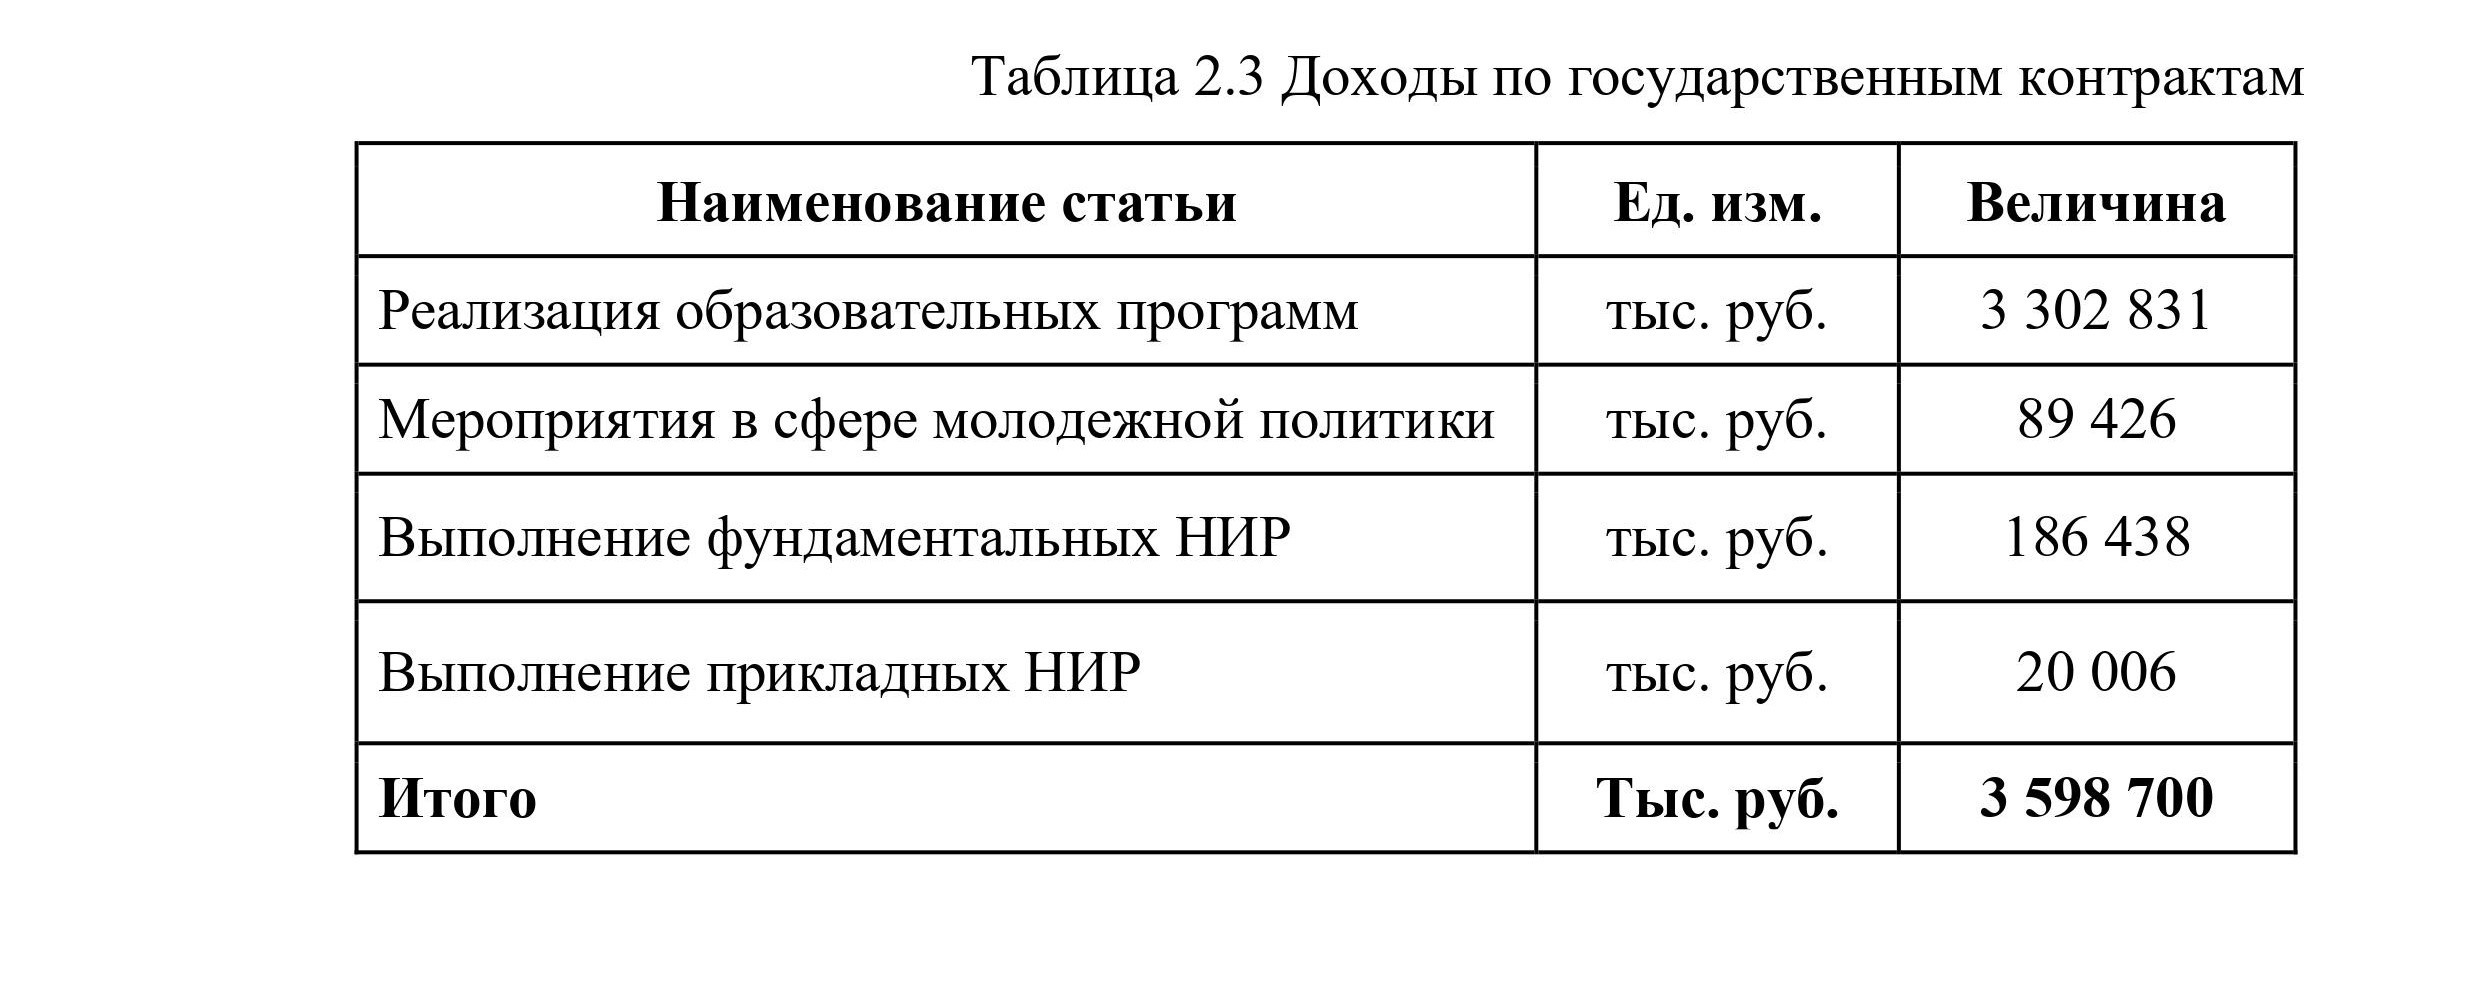 Таблица 2.3 Доходы по государственным контрактам
Наименование статьи Ед. изм. Величина
Реализация образовательных программ тыс. руб. 3 302 831
Мероприятия в сфере молодежной политики тыс. руб. 89 426
Выполнение фундаментальных НИР тыс. руб. 186 438
Выполнение прикладных НИР тыс. руб. 20 006
Итого Тыс. руб. 3 598 700